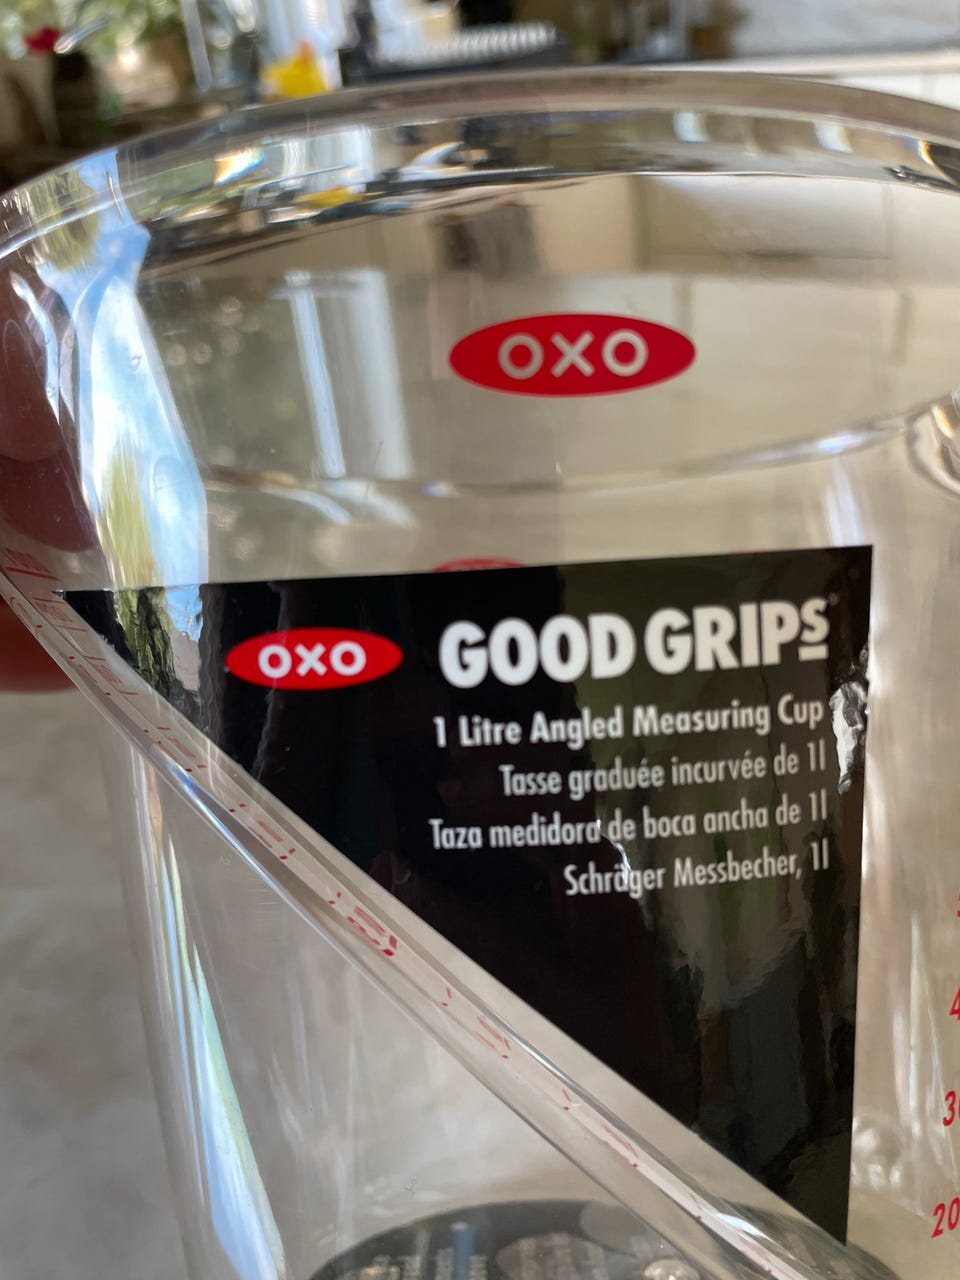 OXO
OXO GOOD GRIPS®
1 Litre Angled Measuring Cup
Tasse graduée incurvée de 1l
Taza medidora de boca ancha de 1l
Schräger Messbecher, 1l